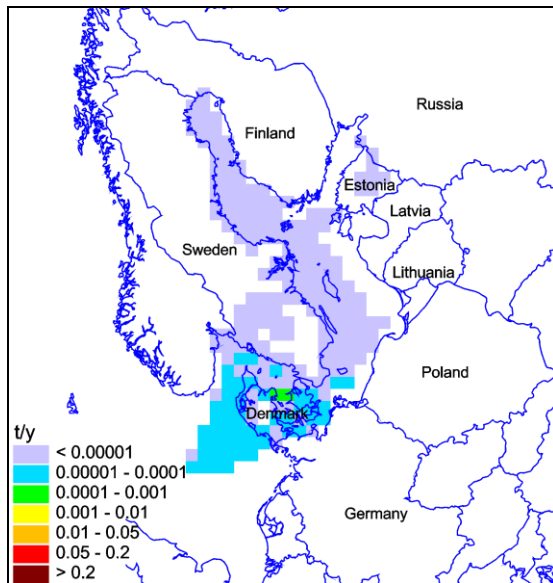 Russia
Finland
Estonia
Latvia
Sweden
Lithuania
Poland
Denmark
t/y
< 0.00001
0.00001 - 0.0001
0.0001 - 0.001
0.001 - 0.01
0.01 - 0.05
0.05 - 0.2
> 0.2
Germany